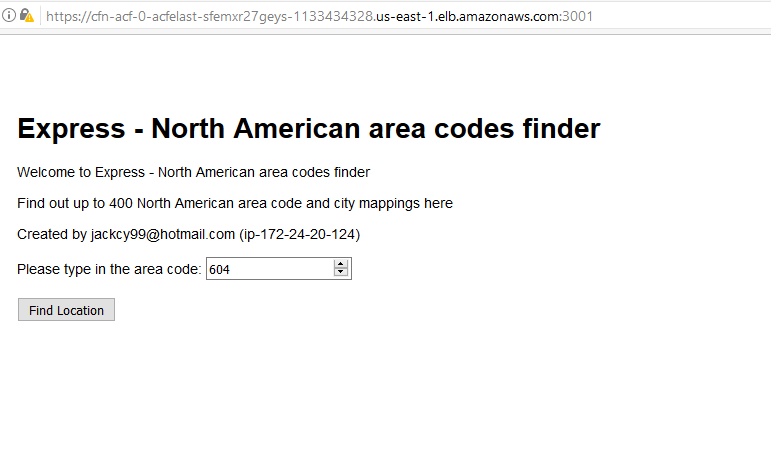 https://cfn-acf-0-acfelast-sfemxr27geys-1133434328.us-east-1.elb.amazonaws.com:3001
Express - North American area codes finder
Welcome to Express - North American area codes finder
Find out up to 400 North American area code and city mappings here
Created by jackcy99@hotmail.com (ip-172-24-20-124)
Please type in the area code: 604
Find Location